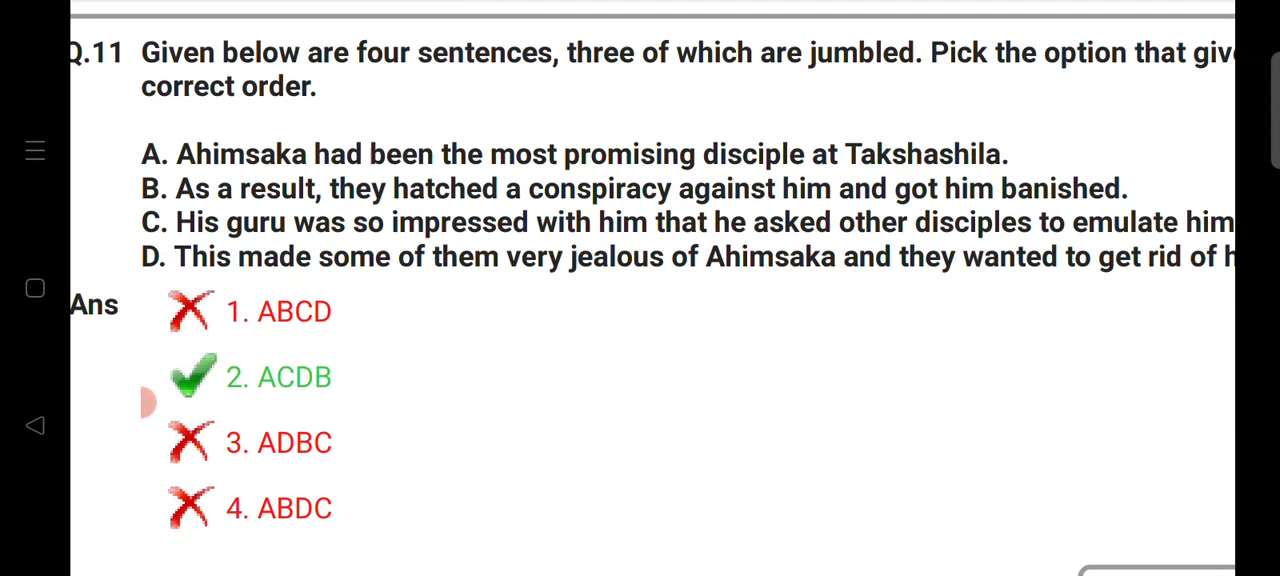 Q.11 Given below are four sentences, three of which are jumbled. Pick the option that
correct order.
A. Ahimsaka had been the most promising disciple at Takshashila.
B. As a result, they hatched a conspiracy against him and got him banished.
C. His guru was so impressed with him that he asked other disciples to emulate him
D. This made some of them very jealous of Ahimsaka and they wanted to get rid of
Ans
1. ABCD
2. ACDB
3. ADBC
4. ABDC